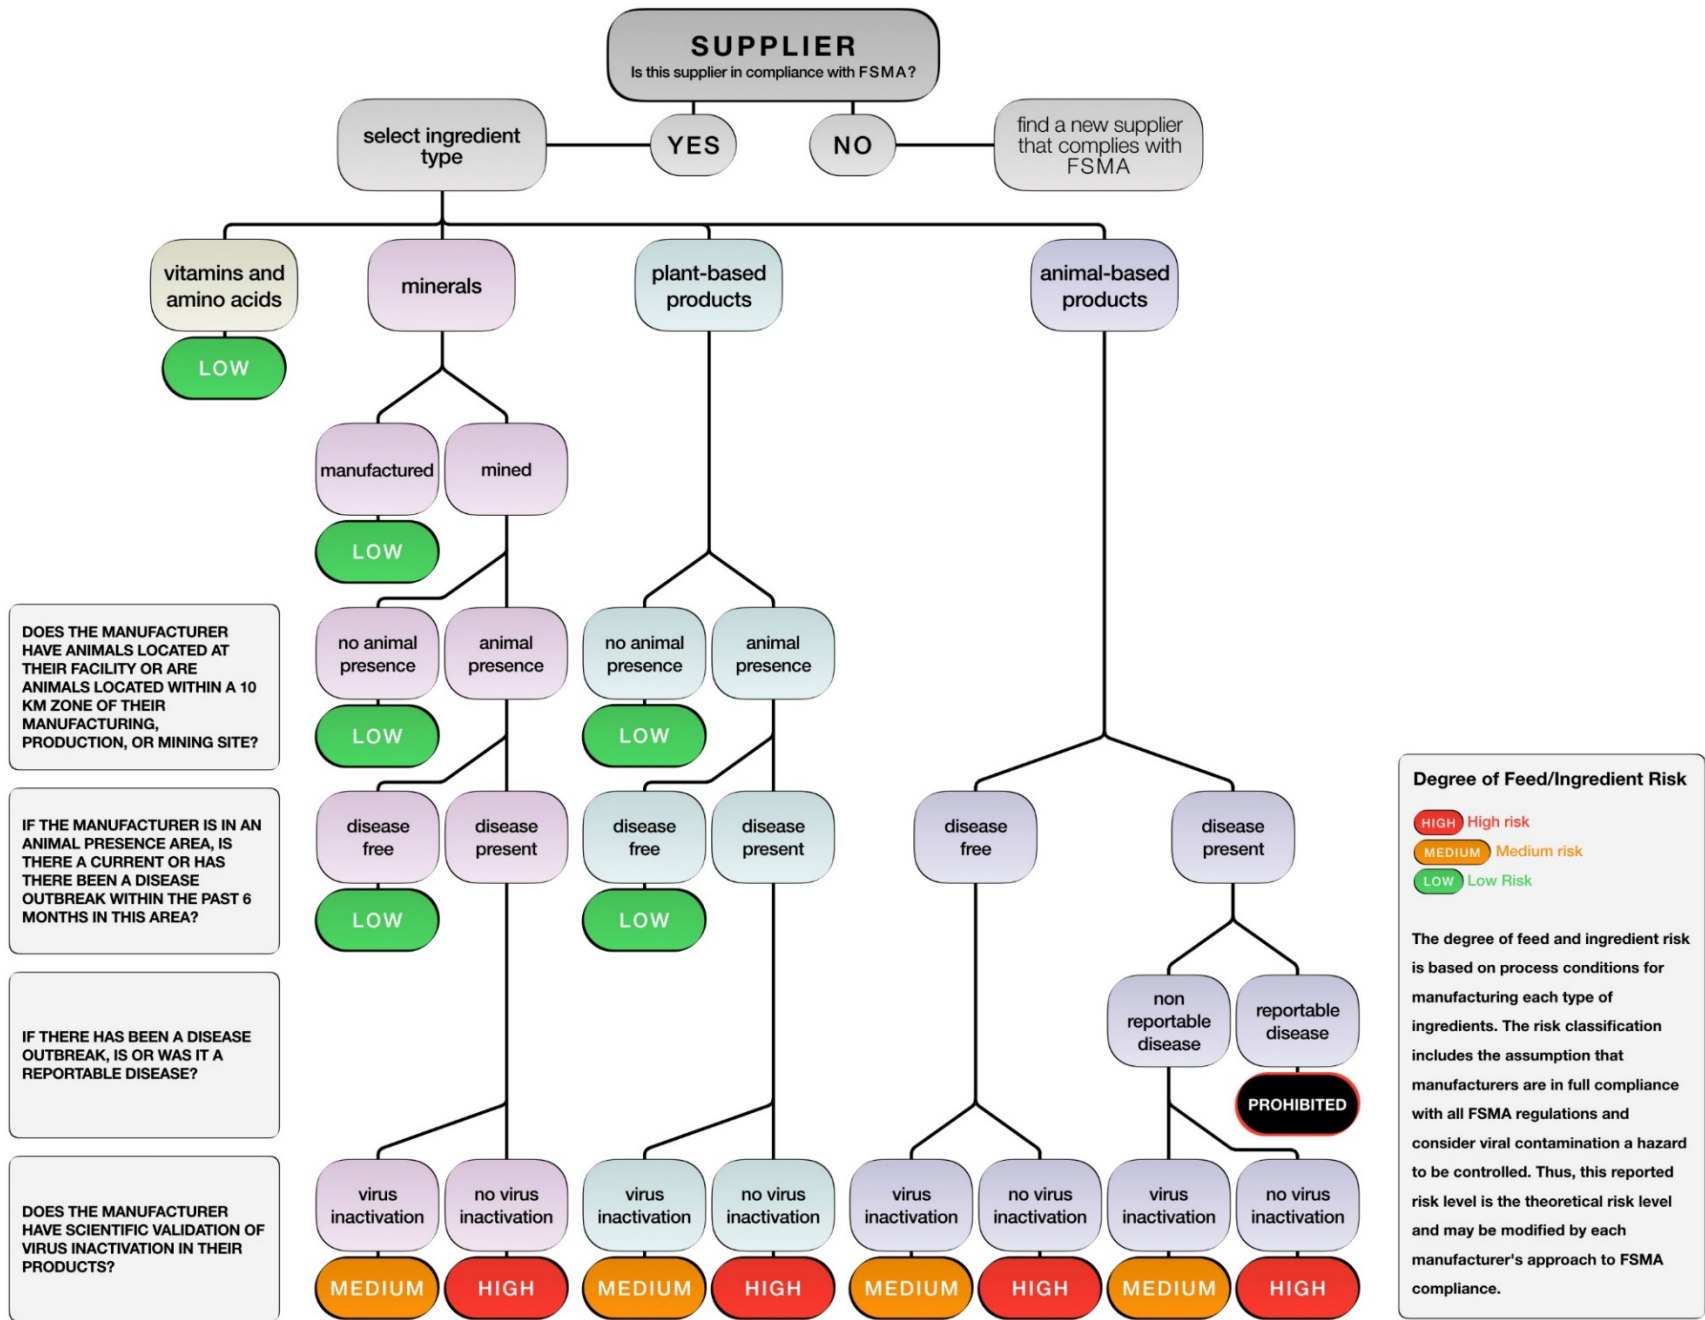 SUPPLIER
Is this supplier in compliance with FSMA?
select ingredient
type
YES
NO
find a new supplier
that complies with
FSMA
vitamins and
amino acids
minerals
plant-based
products
animal-based
products
LOW
manufactured
mined
LOW
DOES THE MANUFACTURER
HAVE ANIMALS LOCATED AT
THEIR FACILITY OR ARE
ANIMALS LOCATED WITHIN A 10
KM ZONE OF THEIR
MANUFACTURING,
PRODUCTION, OR MINING SITE?
no animal
presence
animal
presence
no animal
presence
animal
presence
LOW
LOW
IF THE MANUFACTURER IS IN AN
ANIMAL PRESENCE AREA, IS
THERE A CURRENT OR HAS
THERE BEEN A DISEASE
OUTBREAK WITHIN THE PAST 6
MONTHS IN THIS AREA?
disease
free
disease
present
disease
free
disease
present
disease
free
disease
present
LOW
LOW
IF THERE HAS BEEN A DISEASE
OUTBREAK, IS OR WAS IT A
REPORTABLE DISEASE?
non
reportable
disease
reportable
disease
PROHIBITED
DOES THE MANUFACTURER
HAVE SCIENTIFIC VALIDATION OF
VIRUS INACTIVATION IN THEIR
PRODUCTS?
virus
inactivation
no virus
inactivation
virus
inactivation
no virus
inactivation
virus
inactivation
no virus
inactivation
virus
inactivation
no virus
inactivation
MEDIUM
HIGH
MEDIUM
HIGH
MEDIUM
HIGH
MEDIUM
HIGH
Degree of Feed/Ingredient Risk
HIGH High risk
MEDIUM Medium risk
LOW Low Risk
The degree of feed and ingredient risk
is based on process conditions for
manufacturing each type of
ingredients. The risk classification
includes the assumption that
manufacturers are in full compliance
with all FSMA regulations and
consider viral contamination a hazard
to be controlled. Thus, this reported
risk level is the theoretical risk level
and may be modified by each
manufacturer's approach to FSMA
compliance.